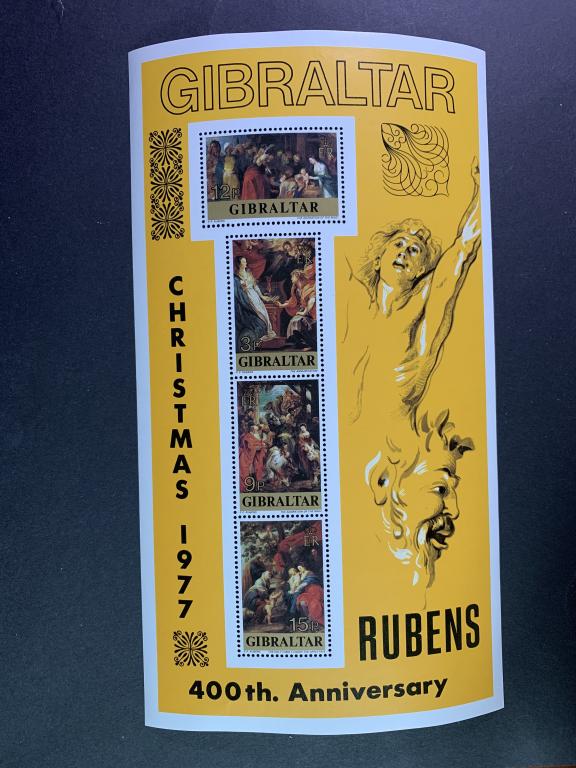 GIBRALTAR
12P
GIBRALTAR
CHRISTMAS 1977
3P
GIBRALTAR
9P
GIBRALTAR
15P
GIBRALTAR
RUBENS
400th. Anniversary